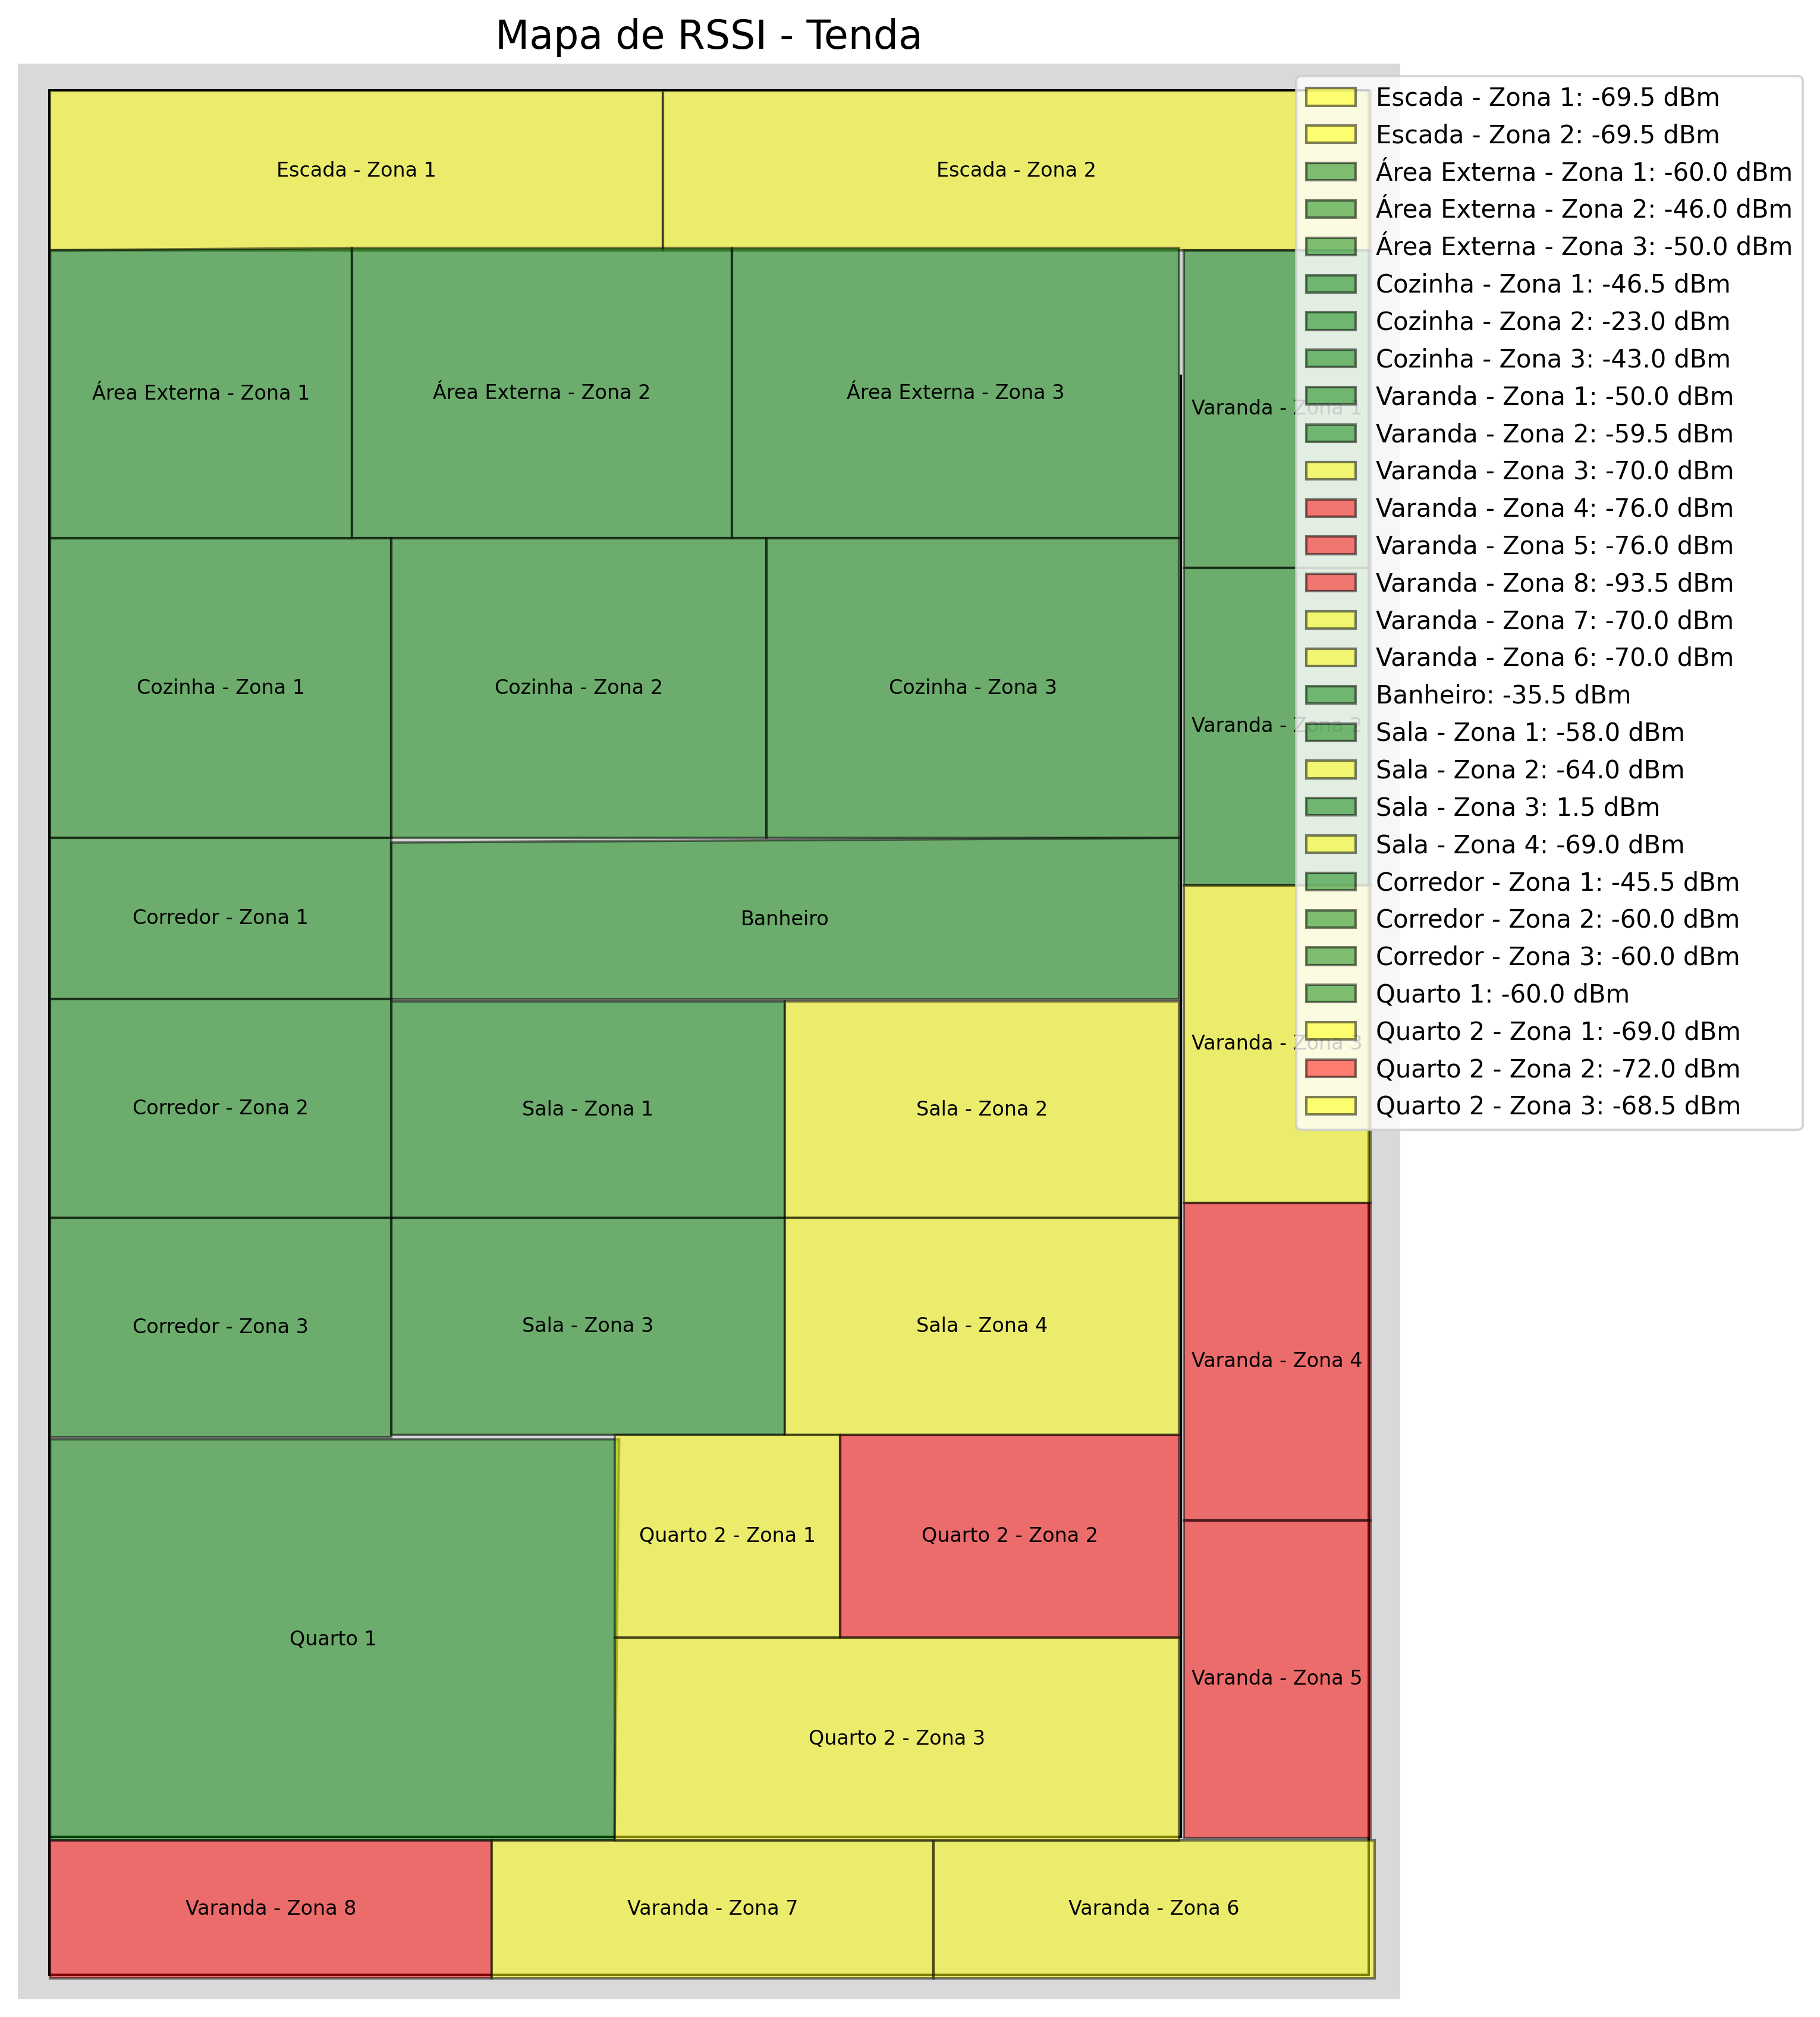 Mapa de RSSI - Tenda
Escada - Zona 1
Escada - Zona 2
Área Externa - Zona 1
Área Externa - Zona 2
Área Externa - Zona 3
Varanda - Zona 1
Cozinha - Zona 1
Cozinha - Zona 2
Cozinha - Zona 3
Varanda - Zona 2
Corredor - Zona 1
Banheiro
Varanda - Zona 3
Corredor - Zona 2
Sala - Zona 1
Sala - Zona 2
Corredor - Zona 3
Sala - Zona 3
Sala - Zona 4
Varanda - Zona 4
Quarto 1
Quarto 2 - Zona 1
Quarto 2 - Zona 2
Quarto 2 - Zona 3
Varanda - Zona 5
Varanda - Zona 8
Varanda - Zona 7
Varanda - Zona 6
Escada - Zona 1: -69.5 dBm
Escada - Zona 2: -69.5 dBm
Área Externa - Zona 1: -60.0 dBm
Área Externa - Zona 2: -46.0 dBm
Área Externa - Zona 3: -50.0 dBm
Cozinha - Zona 1: -46.5 dBm
Cozinha - Zona 2: -23.0 dBm
Cozinha - Zona 3: -43.0 dBm
Varanda - Zona 1: -50.0 dBm
Varanda - Zona 2: -59.5 dBm
Varanda - Zona 3: -70.0 dBm
Varanda - Zona 4: -76.0 dBm
Varanda - Zona 5: -76.0 dBm
Varanda - Zona 8: -93.5 dBm
Varanda - Zona 7: -70.0 dBm
Varanda - Zona 6: -70.0 dBm
Banheiro: -35.5 dBm
Sala - Zona 1: -58.0 dBm
Sala - Zona 2: -64.0 dBm
Sala - Zona 3: 1.5 dBm
Sala - Zona 4: -69.0 dBm
Corredor - Zona 1: -45.5 dBm
Corredor - Zona 2: -60.0 dBm
Corredor - Zona 3: -60.0 dBm
Quarto 1: -60.0 dBm
Quarto 2 - Zona 1: -69.0 dBm
Quarto 2 - Zona 2: -72.0 dBm
Quarto 2 - Zona 3: -68.5 dBm